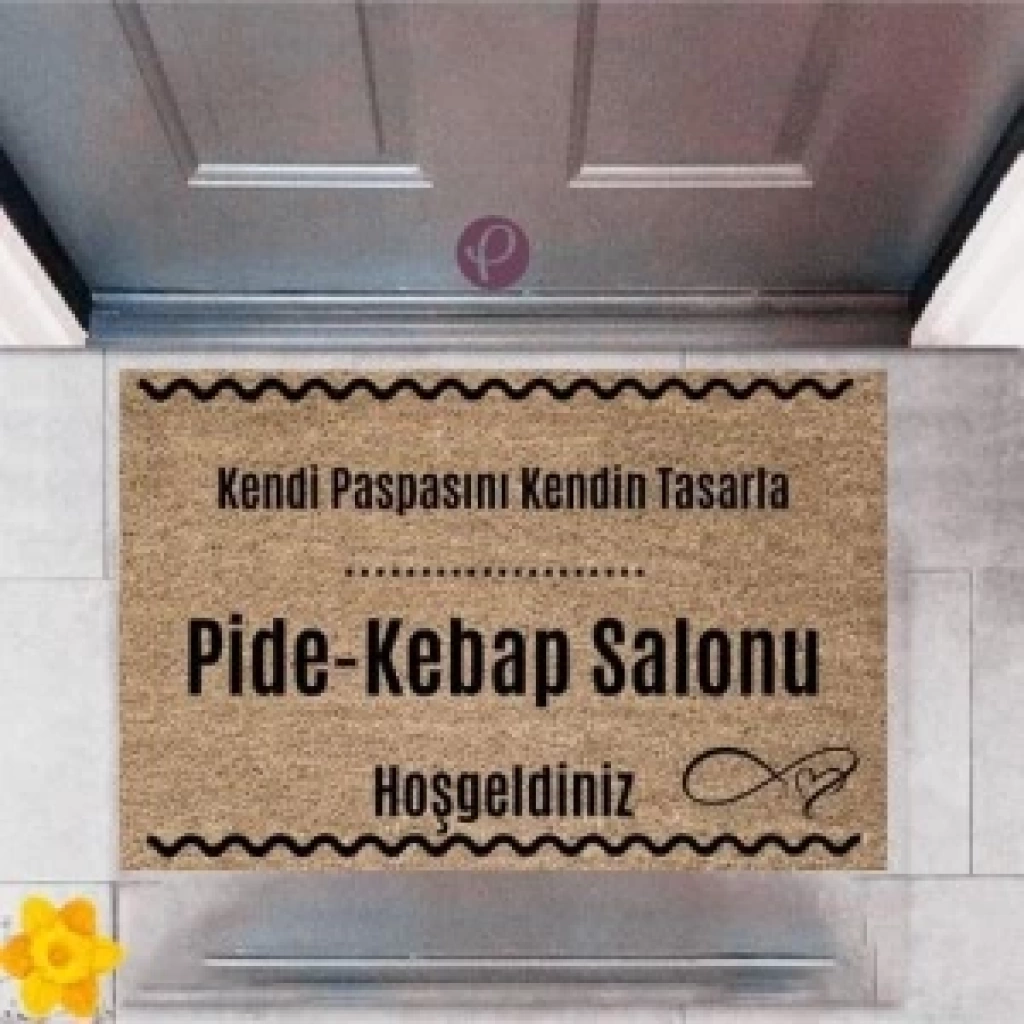 Kendi Paspasını Kendin Tasarla
Pide-Kebap Salonu
Hoşgeldiniz